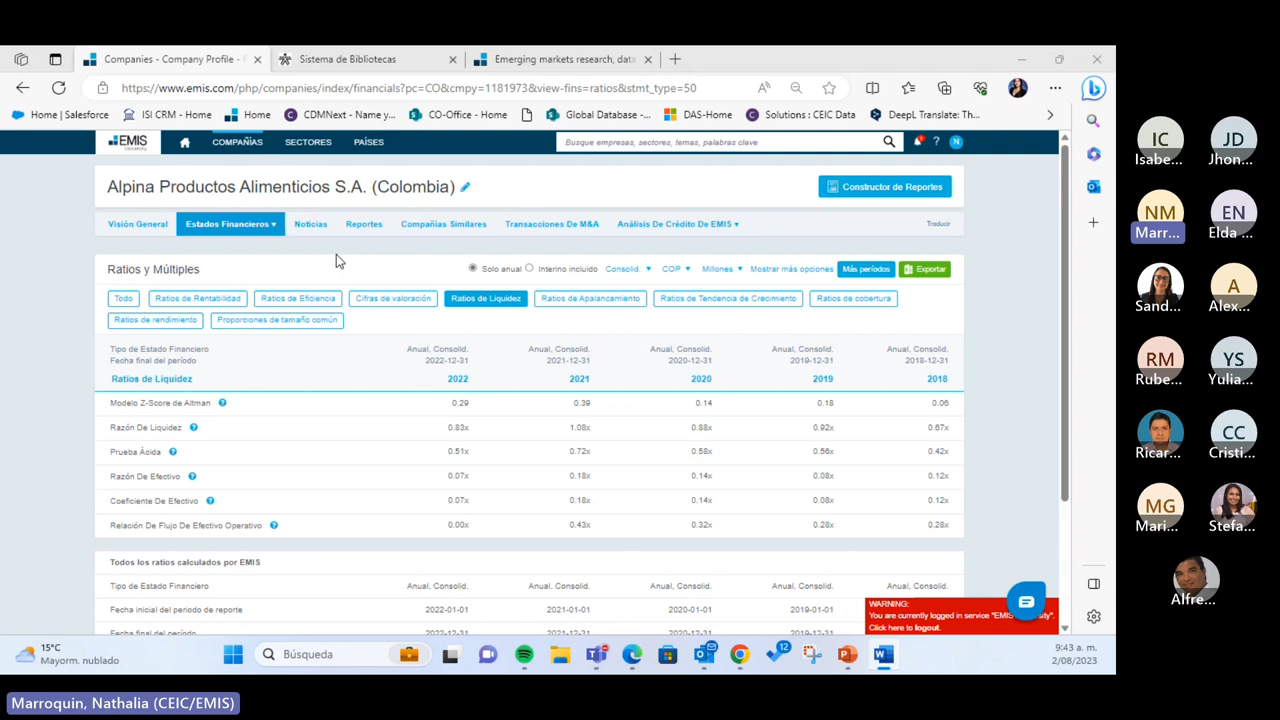 Companies - Company Profile -
Sistema de Bibliotecas
Emerging markets research, data
https://www.emis.com/php/companies/index/financials?pc=CO&cmpy=1181973&view-fins=ratios&stmt_type=50
Home | Salesforce
ISI CRM - Home
Home
CDMNext - Name y...
CO-Office - Home
Global Database -...
DAS-Home
Solutions : CEIC Data
DeepL Translate: Th...
EMIS
University
COMPAÑÍAS
SECTORES
PAÍSES
Busque empresas, sectores, temas, palabras clave
N
Alpina Productos Alimenticios S.A. (Colombia)
Constructor de Reportes
Visión General
Estados Financieros
Noticias
Reportes
Compañías Similares
Transacciones De M&A
Análisis De Crédito De EMIS
Traducir
Ratios y Múltiples
Solo anual
Interino incluido
Consolid.
COP
Millones
Mostrar más opciones
Más períodos
Exportar
Todo
Ratios de Rentabilidad
Ratios de Eficiencia
Cifras de valoración
Ratios de Liquidez
Ratios de Apalancamiento
Ratios de Tendencia de Crecimiento
Ratios de cobertura
Ratios de rendimiento
Proporciones de tamaño común
Tipo de Estado Financiero Anual, Consolid. Anual, Consolid. Anual, Consolid. Anual, Consolid. Anual, Consolid.
Fecha final del período 2022-12-31 2021-12-31 2020-12-31 2019-12-31 2018-12-31
Ratios de Liquidez 2022 2021 2020 2019 2018
Modelo Z-Score de Altman 0.29 0.39 0.14 0.18 0.06
Razón De Liquidez 0.83x 1.08x 0.88x 0.92x 0.67x
Prueba Ácida 0.51x 0.72x 0.58x 0.56x 0.42x
Razón De Efectivo 0.07x 0.18x 0.14x 0.08x 0.12x
Coeficiente De Efectivo 0.07x 0.18x 0.14x 0.08x 0.12x
Relación De Flujo De Efectivo Operativo 0.00x 0.43x 0.32x 0.28x 0.28x
Todos los ratios calculados por EMIS
Tipo de Estado Financiero Anual, Consolid. Anual, Consolid. Anual, Consolid. Anual, Consolid. Anual, Consolid.
Fecha inicial del periodo de reporte 2022-01-01 2021-01-01 2020-01-01 2019-01-01
WARNING:
You are currently logged in service "EMIS
Click here to logout.
15°C
Mayorm. nublado
Búsqueda
12
9:43 a. m.
2/08/2023
IC
Isabe...
JD
Jhon...
NM
Marr...
EN
Elda ...
Sand...
A
Alex...
RM
Rube...
YS
Yulia...
Ricar...
CC
Cristi...
MG
Mari...
Stefa...
Alfre...
Marroquin, Nathalia (CEIC/EMIS)